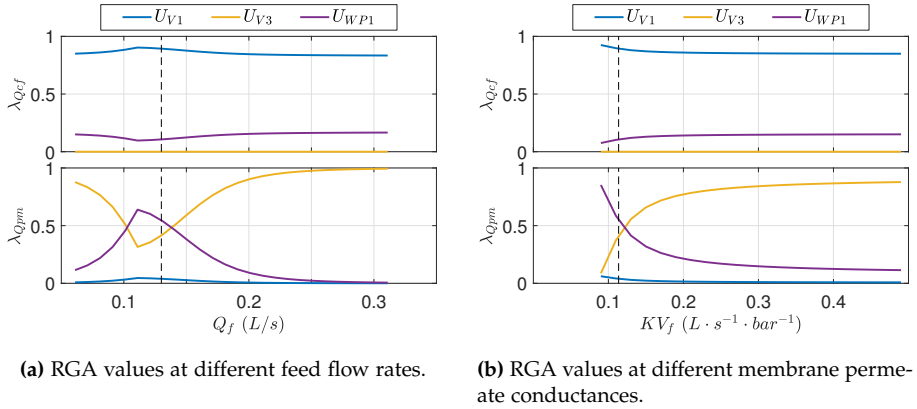 U_{V1} U_{V3} U_{WP1}
1
0.5
0
λ_{Qcf}
1
0.5
0
λ_{Qpm}
0.1 0.2 0.3
Q_f (L/s)
(a) RGA values at different feed flow rates.
U_{V1} U_{V3} U_{WP1}
1
0.5
0
λ_{Qcf}
1
0.5
0
λ_{Qpm}
0.1 0.2 0.3 0.4
KV_f (L · s^{-1} · bar^{-1})
(b) RGA values at different membrane perme-
ate conductances.